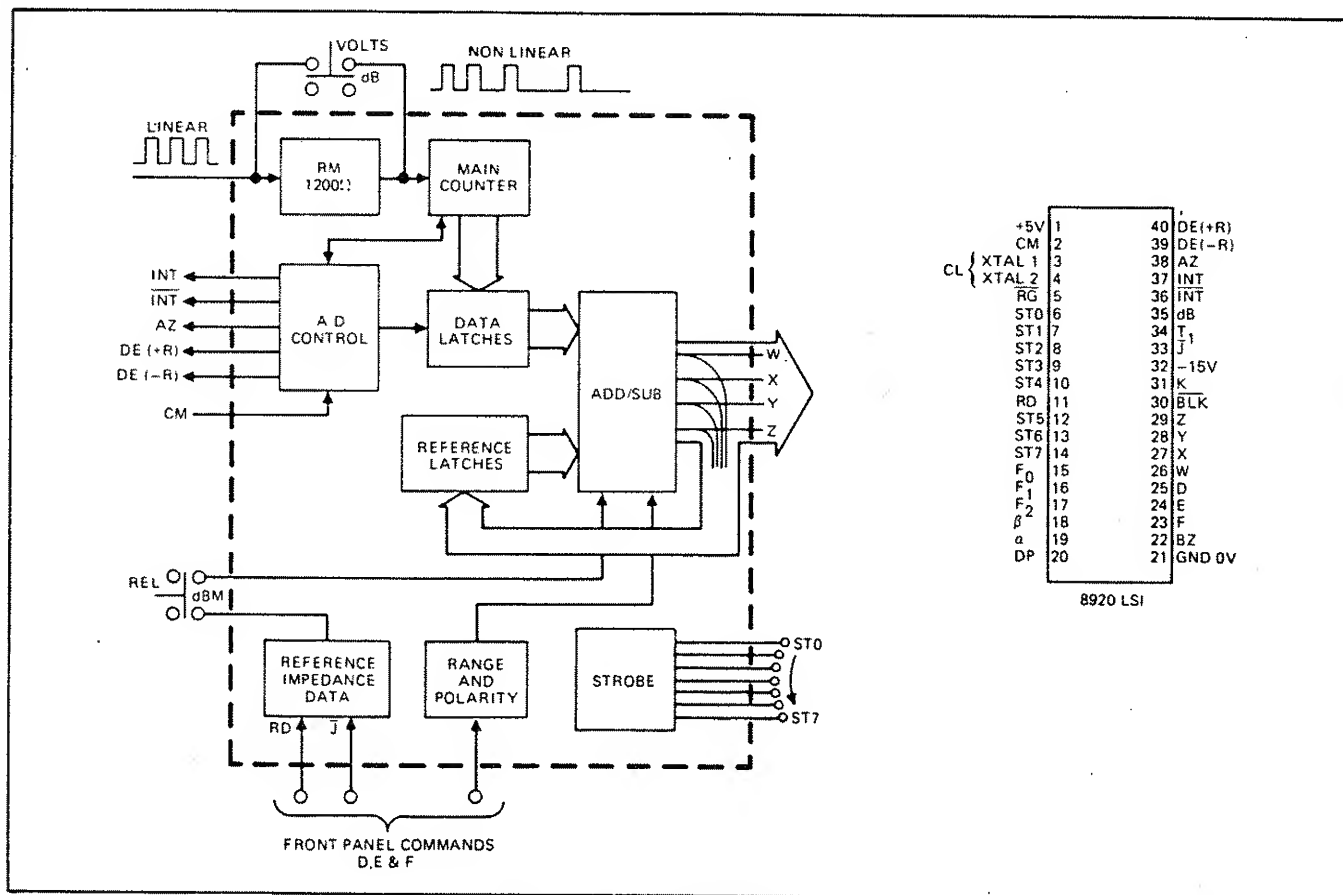 VOLTS
dB
NON LINEAR
LINEAR
RM
1200Ω
MAIN
COUNTER
INT
I̅N̅T̅
AZ
DE (+R)
DE (-R)
CM
A D
CONTROL
DATA
LATCHES
REFERENCE
LATCHES
ADD/SUB
W
X
Y
Z
REL
dBM
REFERENCE
IMPEDANCE
DATA
RD
J̅
RANGE
AND
POLARITY
STROBE
ST0
ST7
FRONT PANEL COMMANDS
D,E & F
+5V 1
CM 2
CL { XTAL 1 3
XTAL 2 4
R̅G̅ 5
ST0 6
ST1 7
ST2 8
ST3 9
ST4 10
RD 11
ST5 12
ST6 13
ST7 14
F0 15
F1 16
F2 17
β 18
α 19
DP 20
40 DE(+R)
39 DE(-R)
38 AZ
37 INT
36 I̅N̅T̅
35 dB
34 T1
33 J̅
32 -15V
31 K
30 B̅L̅K̅
29 Z
28 Y
27 X
26 W
25 D
24 E
23 F
22 BZ
21 GND 0V
8920 LSI